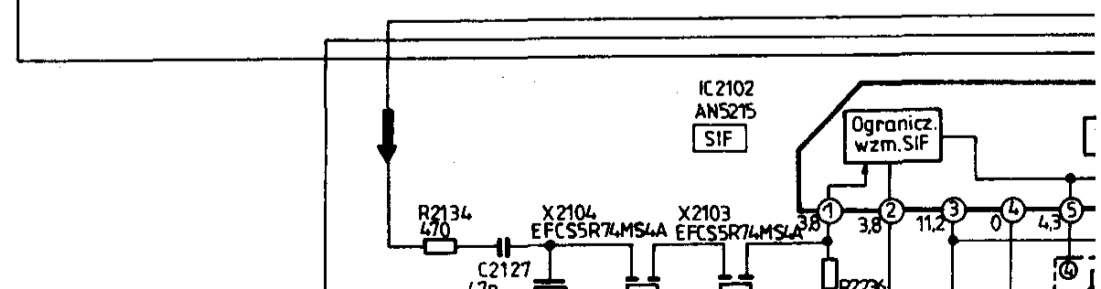 IC2102
AN5215
SIF
Ogranicz.
wzm.SIF
R2134
470
X2104
EFCS5R74MS4A
X2103
EFCS5R74MS4A
1
2
3
4
5
3,8
3,8
11,2
0
4,3
C2127
4